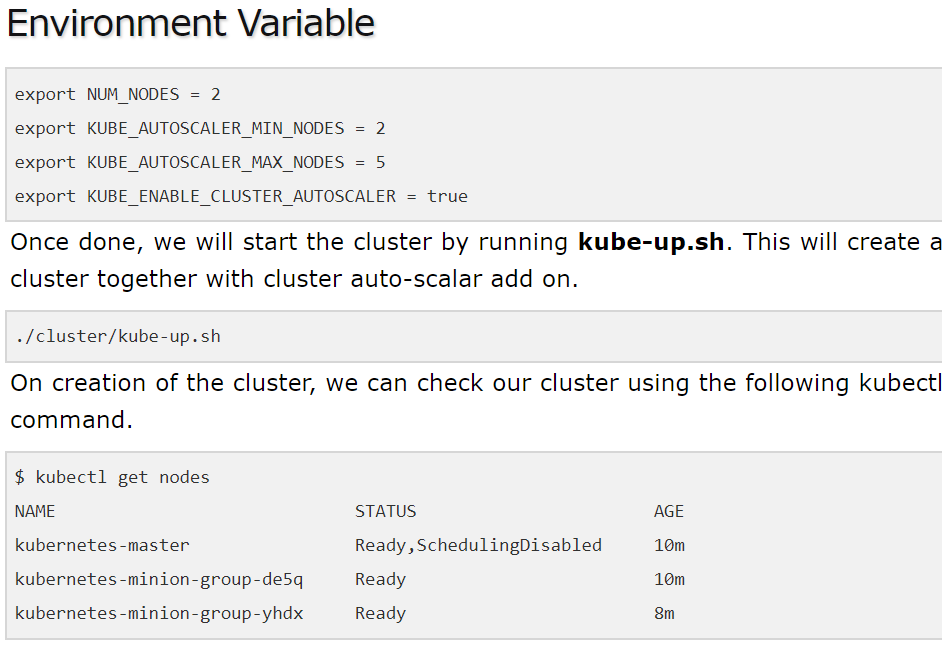 Environment Variable
export NUM_NODES = 2
export KUBE_AUTOSCALER_MIN_NODES = 2
export KUBE_AUTOSCALER_MAX_NODES = 5
export KUBE_ENABLE_CLUSTER_AUTOSCALER = true
Once done, we will start the cluster by running kube-up.sh. This will create a
cluster together with cluster auto-scalar add on.
./cluster/kube-up.sh
On creation of the cluster, we can check our cluster using the following kubectl
command.
$ kubectl get nodes
NAME STATUS AGE
kubernetes-master Ready,SchedulingDisabled 10m
kubernetes-minion-group-de5q Ready 10m
kubernetes-minion-group-yhdx Ready 8m